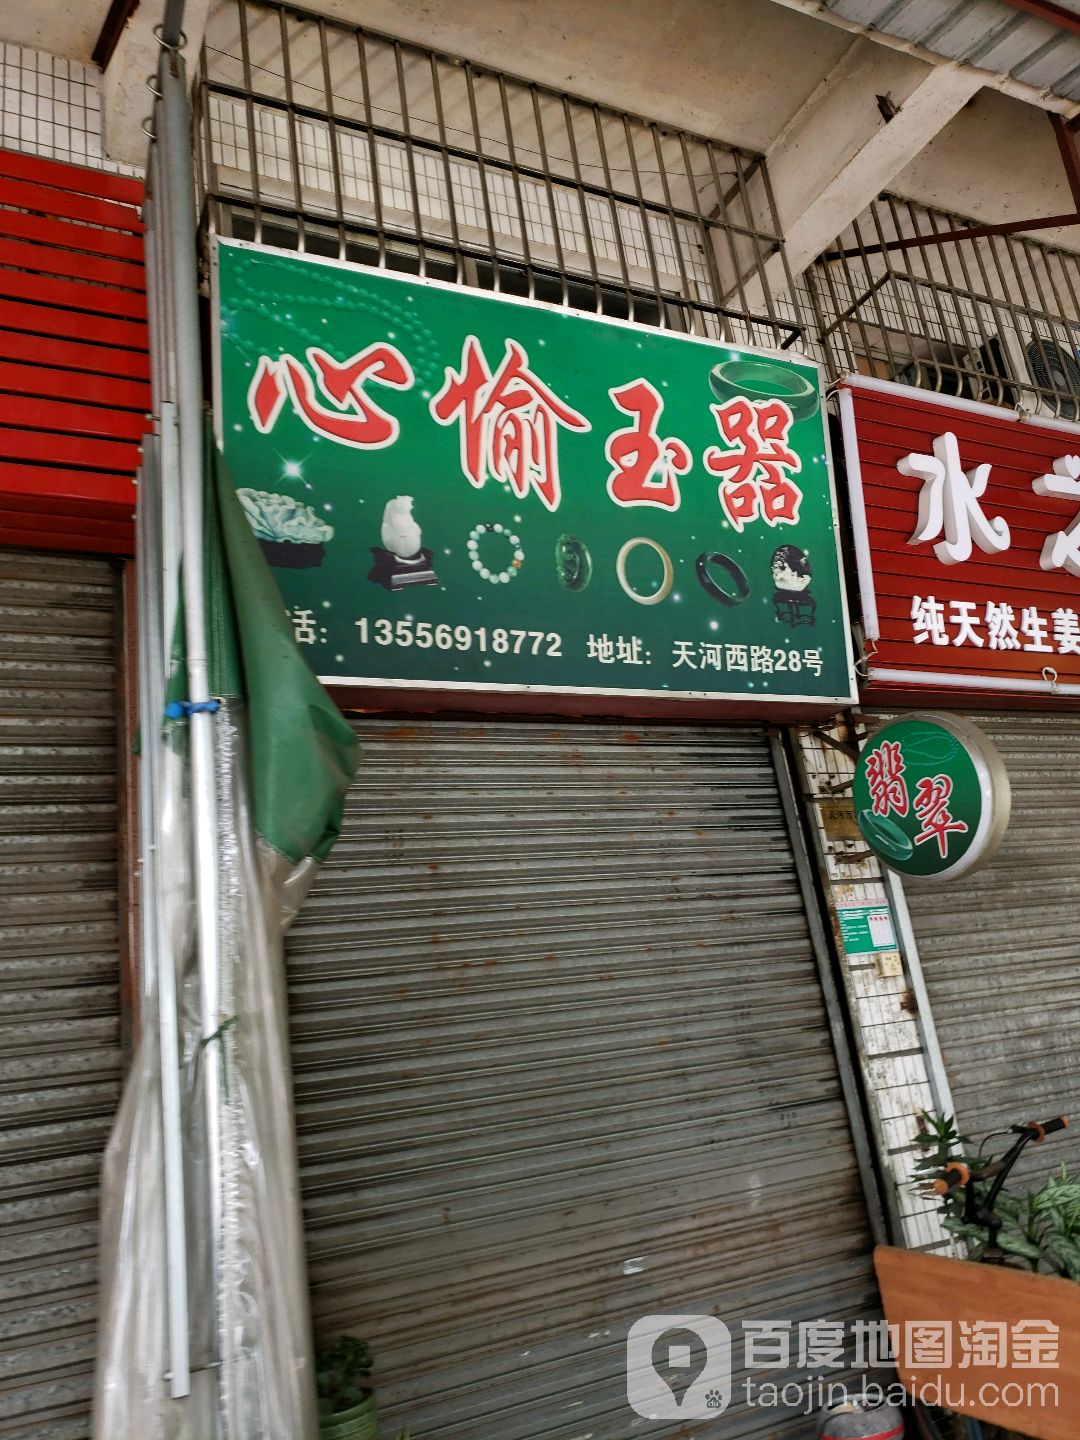 心愉玉器
话：13556918772 地址：天河西路28号
水
纯天然生姜
翡翠
百度地图淘金
du
taojin.baidu.com